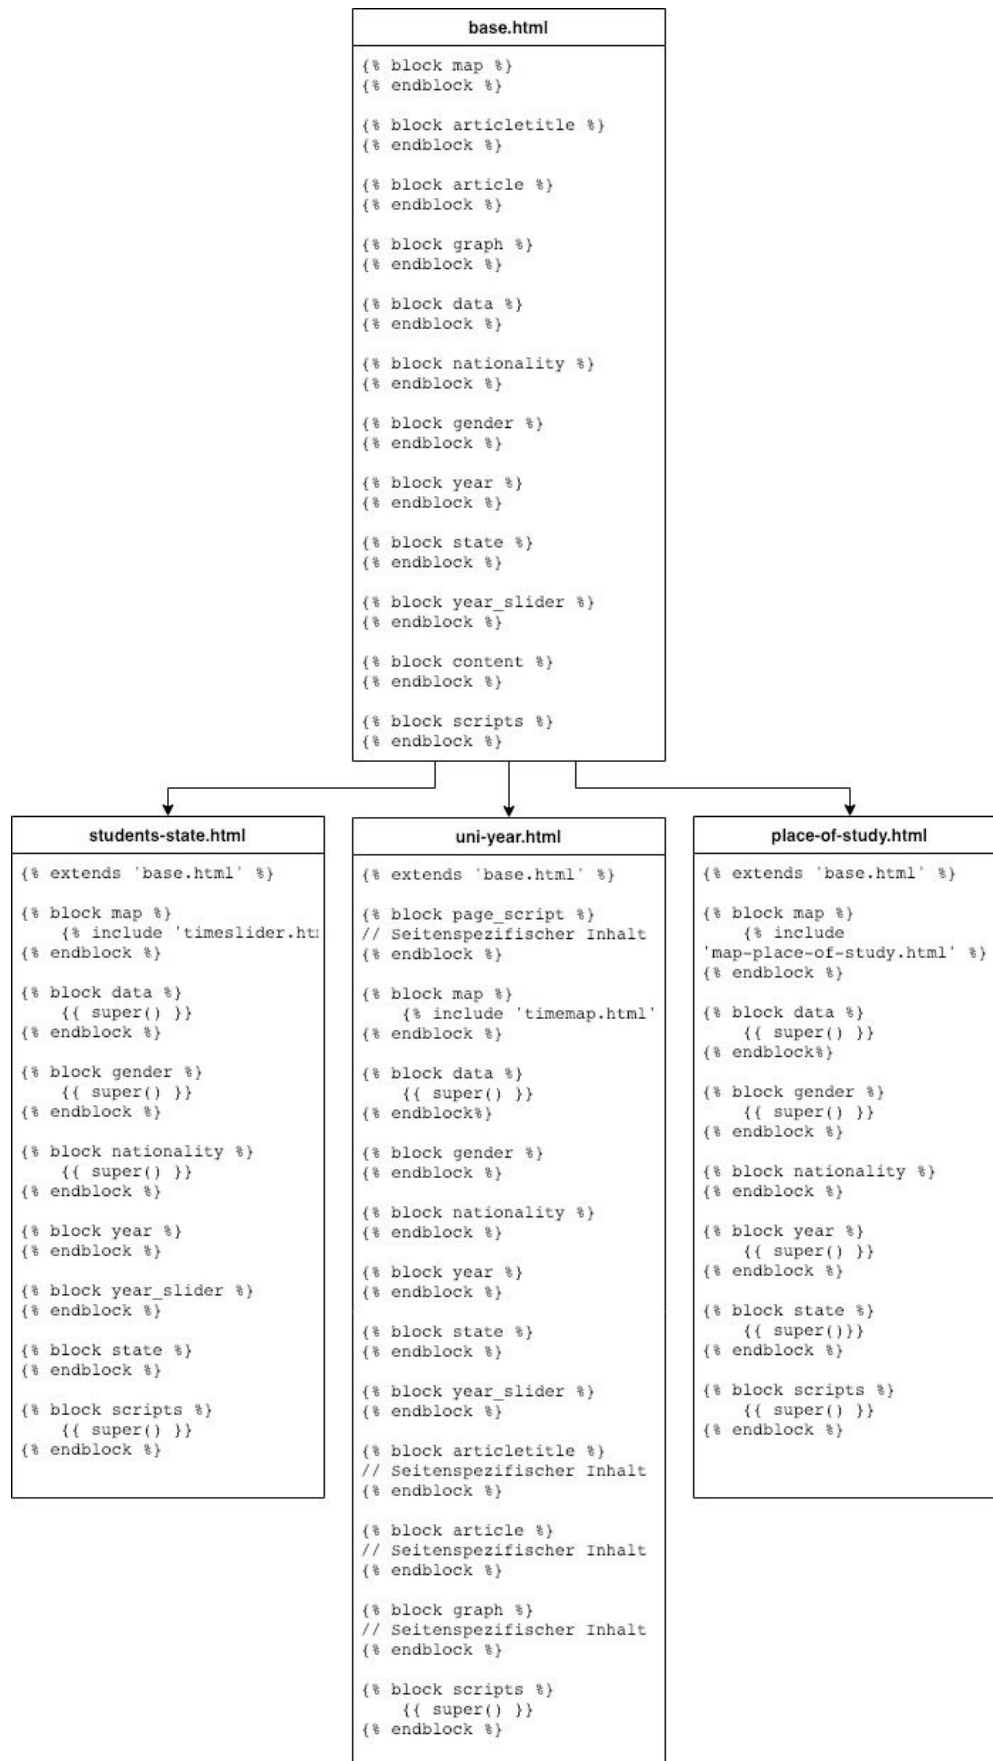 base.html
{% block map %}
{% endblock %}
{% block articletitle %}
{% endblock %}
{% block article %}
{% endblock %}
{% block graph %}
{% endblock %}
{% block data %}
{% endblock %}
{% block nationality %}
{% endblock %}
{% block gender %}
{% endblock %}
{% block year %}
{% endblock %}
{% block state %}
{% endblock %}
{% block year_slider %}
{% endblock %}
{% block content %}
{% endblock %}
{% block scripts %}
{% endblock %}
students-state.html
{% extends 'base.html' %}
{% block map %}
{% include 'timeslider.ht
{% endblock %}
{% block data %}
{{ super() }}
{% endblock %}
{% block gender %}
{{ super() }}
{% endblock %}
{% block nationality %}
{{ super() }}
{% endblock %}
{% block year %}
{% endblock %}
{% block year_slider %}
{% endblock %}
{% block state %}
{% endblock %}
{% block scripts %}
{{ super() }}
{% endblock %}
uni-year.html
{% extends 'base.html' %}
{% block page_script %}
// Seitenspezifischer Inhalt
{% endblock %}
{% block map %}
{% include 'timemap.html'
{% endblock %}
{% block data %}
{{ super() }}
{% endblock%}
{% block gender %}
{% endblock %}
{% block nationality %}
{% endblock %}
{% block year %}
{% endblock %}
{% block state %}
{% endblock %}
{% block year_slider %}
{% endblock %}
{% block articletitle %}
// Seitenspezifischer Inhalt
{% endblock %}
{% block article %}
// Seitenspezifischer Inhalt
{% endblock %}
{% block graph %}
// Seitenspezifischer Inhalt
{% endblock %}
{% block scripts %}
{{ super() }}
{% endblock %}
place-of-study.html
{% extends 'base.html' %}
{% block map %}
{% include
'map-place-of-study.html' %}
{% endblock %}
{% block data %}
{{ super() }}
{% endblock%}
{% block gender %}
{{ super() }}
{% endblock %}
{% block nationality %}
{% endblock %}
{% block year %}
{{ super() }}
{% endblock %}
{% block state %}
{{ super()}}
{% endblock %}
{% block scripts %}
{{ super() }}
{% endblock %}